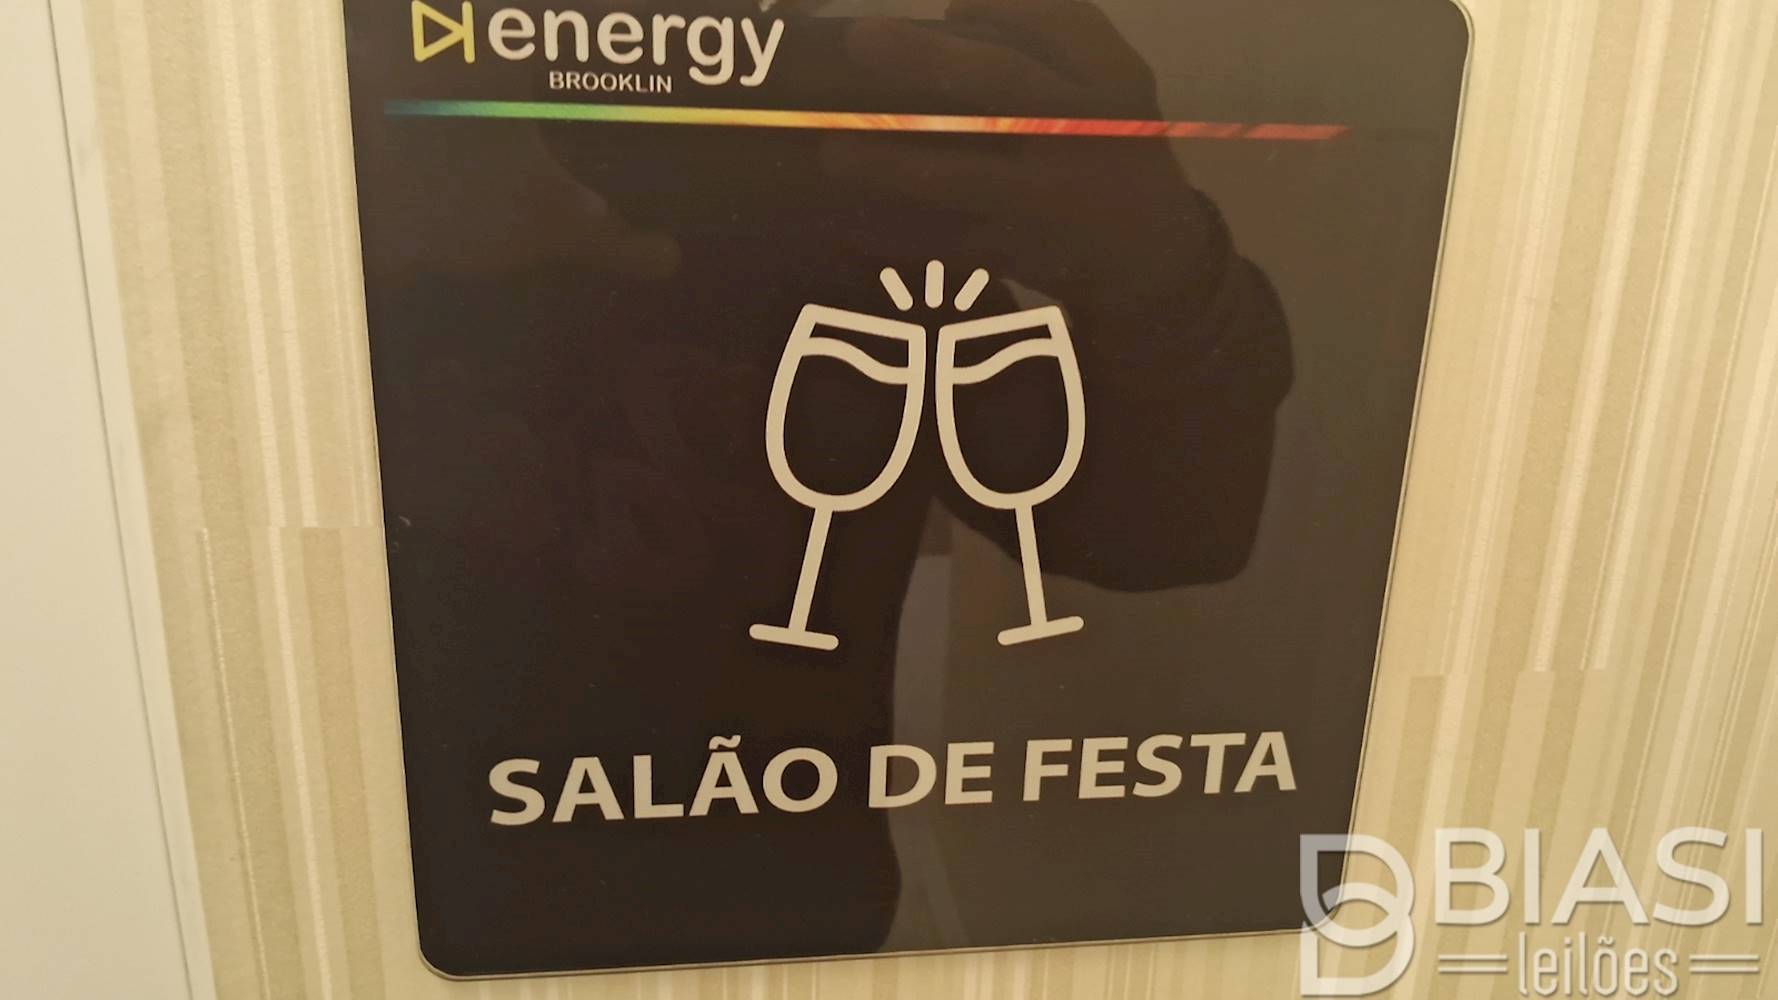 energy
BROOKLIN
SALÃO DE FESTA
BIASI
leilões